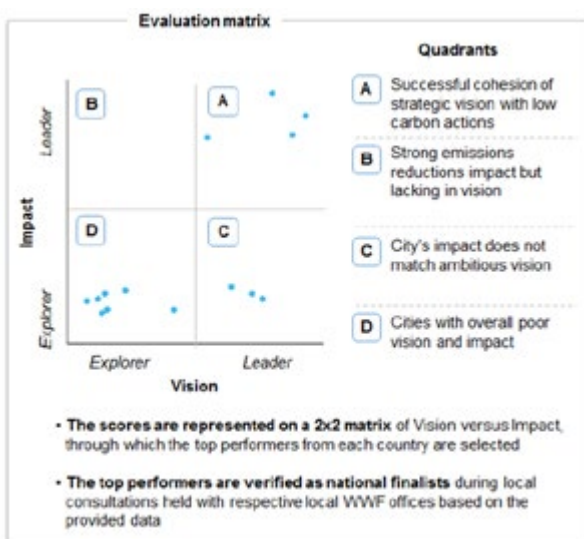 Evaluation matrix
Quadrants
A
Successful cohesion of
strategic vision with low
carbon actions
B
Strong emissions
reductions impact but
lacking in vision
C
City's impact does not
match ambitious vision
D
Cities with overall poor
vision and impact
Impact
Leader
Explorer
B
A
D
C
Explorer
Leader
Vision
• The scores are represented on a 2x2 matrix of Vision versus Impact,
through which the top performers from each country are selected
• The top performers are verified as national finalists during local
consultations held with respective local WWF offices based on the
provided data